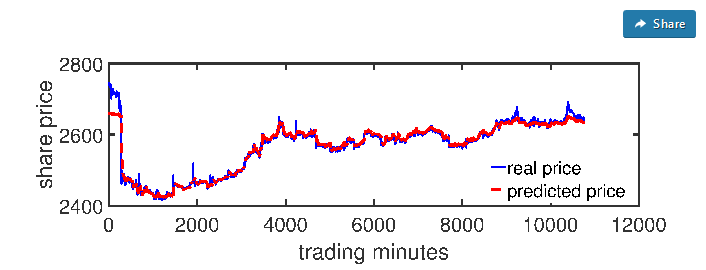 Share
2800
2600
2400
share price
0 2000 4000 6000 8000 10000 12000
trading minutes
real price
predicted price